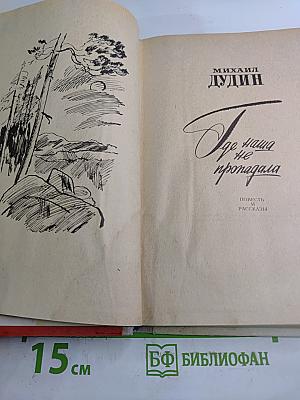 МИХАИЛ
ДУДИН
Где наша
не
пропадала
ПОВЕСТЬ
И
РАССКАЗЫ
15 см
БФ БИБЛИОФАН